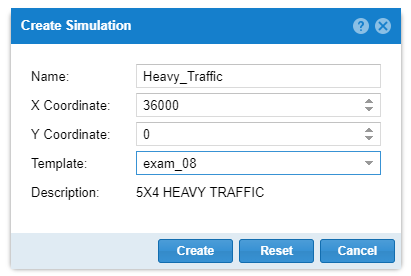 Create Simulation
Name: Heavy_Traffic
X Coordinate: 36000
Y Coordinate: 0
Template: exam_08
Description: 5X4 HEAVY TRAFFIC
Create Reset Cancel